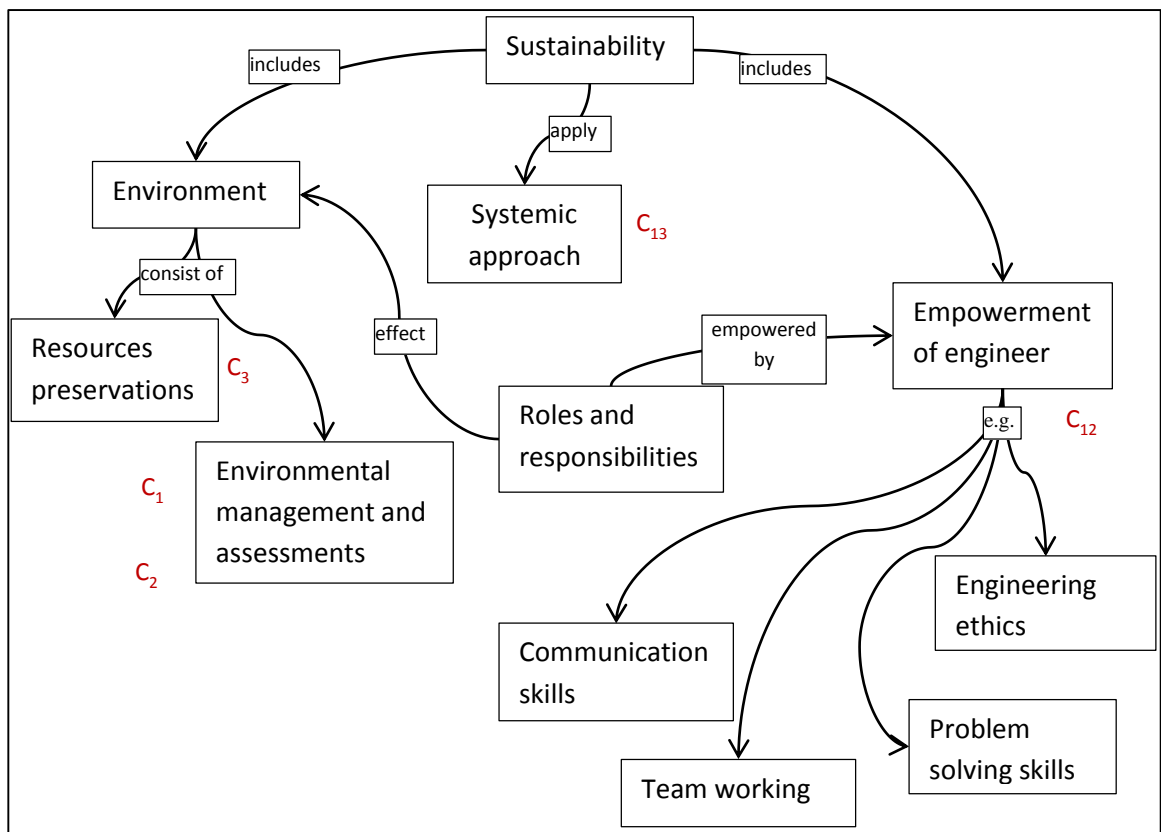 Sustainability
includes
includes
apply
Environment
Systemic
approach
C13
consist of
Resources
preservations
C3
effect
empowered
by
Empowerment
of engineer
C12
Roles and
responsibilities
e.g.
C1
C2
Environmental
management and
assessments
Engineering
ethics
Communication
skills
Problem
solving skills
Team working